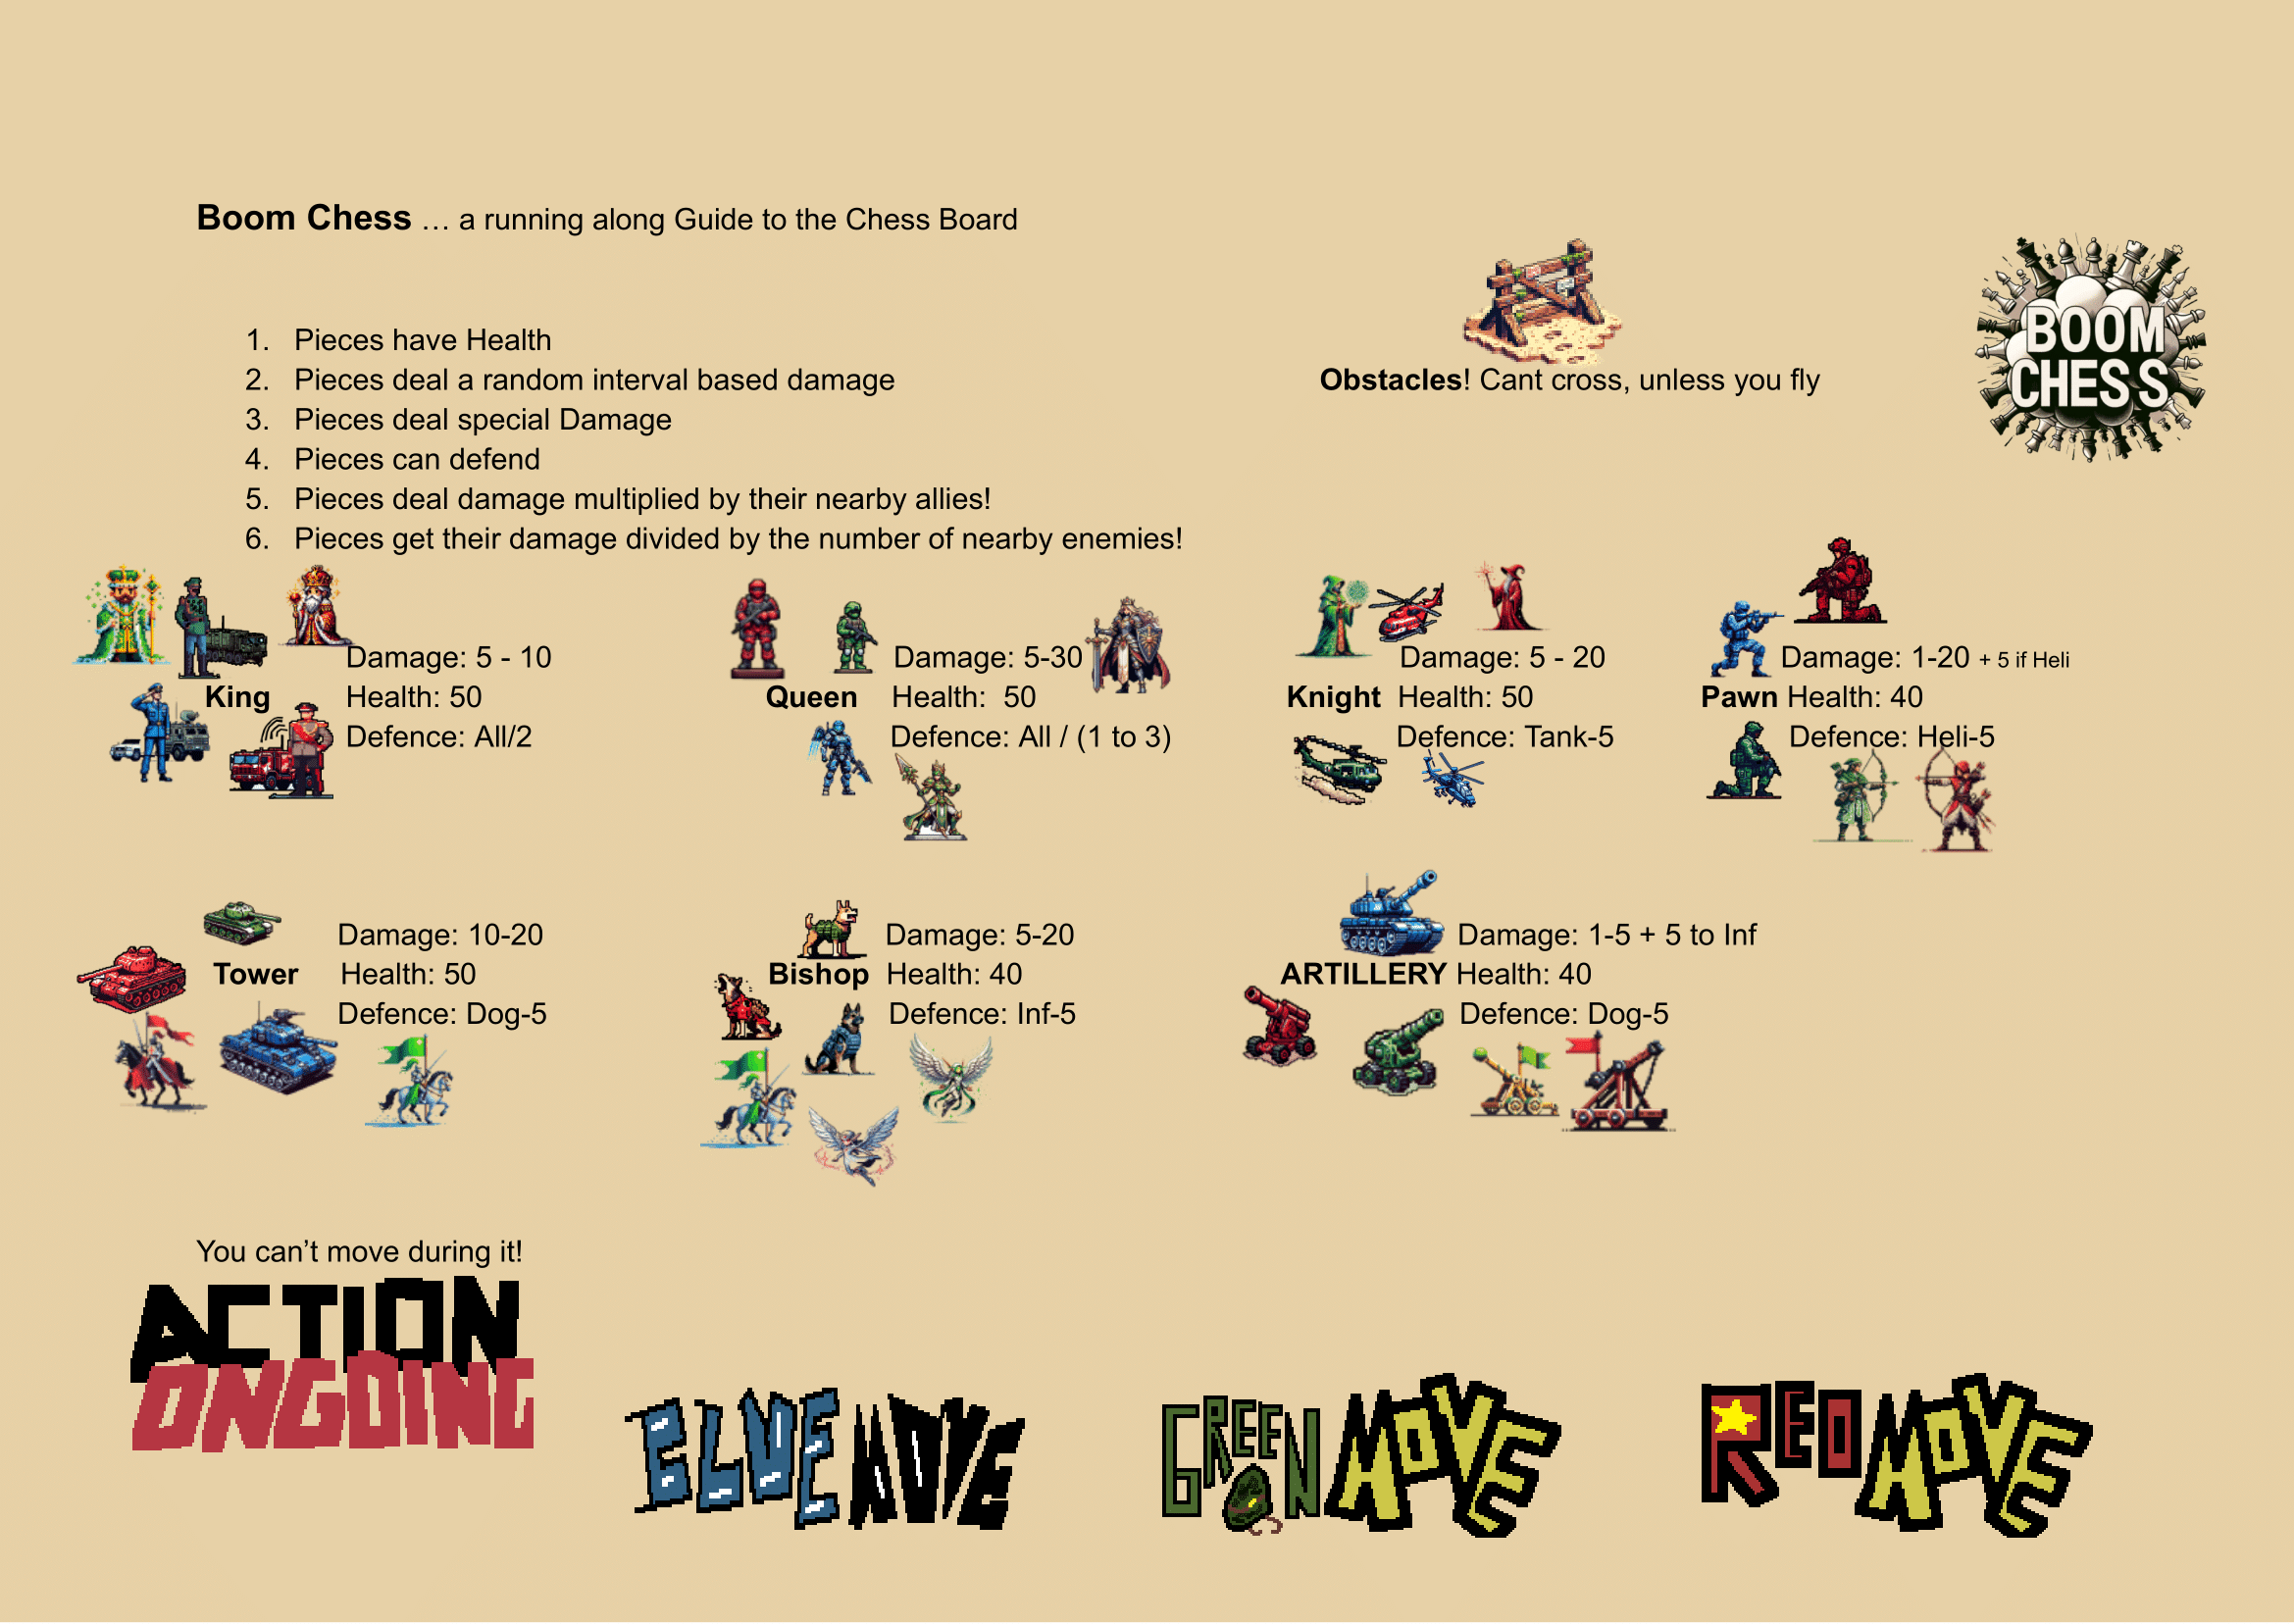 Boom Chess … a running along Guide to the Chess Board
1. Pieces have Health
2. Pieces deal a random interval based damage
3. Pieces deal special Damage
4. Pieces can defend
5. Pieces deal damage multiplied by their nearby allies!
6. Pieces get their damage divided by the number of nearby enemies!
Obstacles! Cant cross, unless you fly
BOOM
CHESS
Damage: 5 - 10
King Health: 50
Defence: All/2
Damage: 5-30
Queen Health: 50
Defence: All / (1 to 3)
Damage: 5 - 20
Knight Health: 50
Defence: Tank-5
Damage: 1-20 + 5 if Heli
Pawn Health: 40
Defence: Heli-5
Damage: 10-20
Tower Health: 50
Defence: Dog-5
Damage: 5-20
Bishop Health: 40
Defence: Inf-5
Damage: 1-5 + 5 to Inf
ARTILLERY Health: 40
Defence: Dog-5
You can’t move during it!
ACTION
ONGOING
BLUE MOVE
GREEN MOVE
RED MOVE